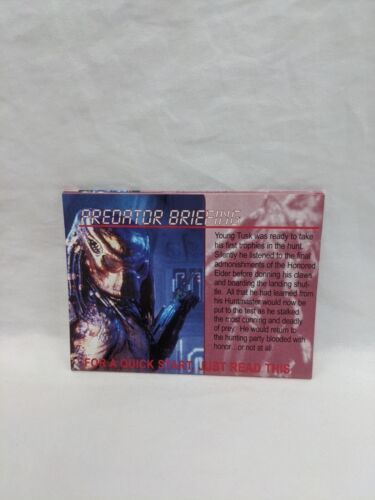 PREDATOR BRIEFING
Young Tusk was ready to take
his first trophies in the hunt.
Silently he listened to the final
admonishments of the Honored
Elder before donning his claws
and boarding the landing shut-
tle. All that he had learned from
his Huntmaster would now be
put to the test as he stalked
the most cunning and deadly
of prey. He would return to
the hunting party blooded with
honor...or not at all.
FOR A QUICK START, JUST READ THIS